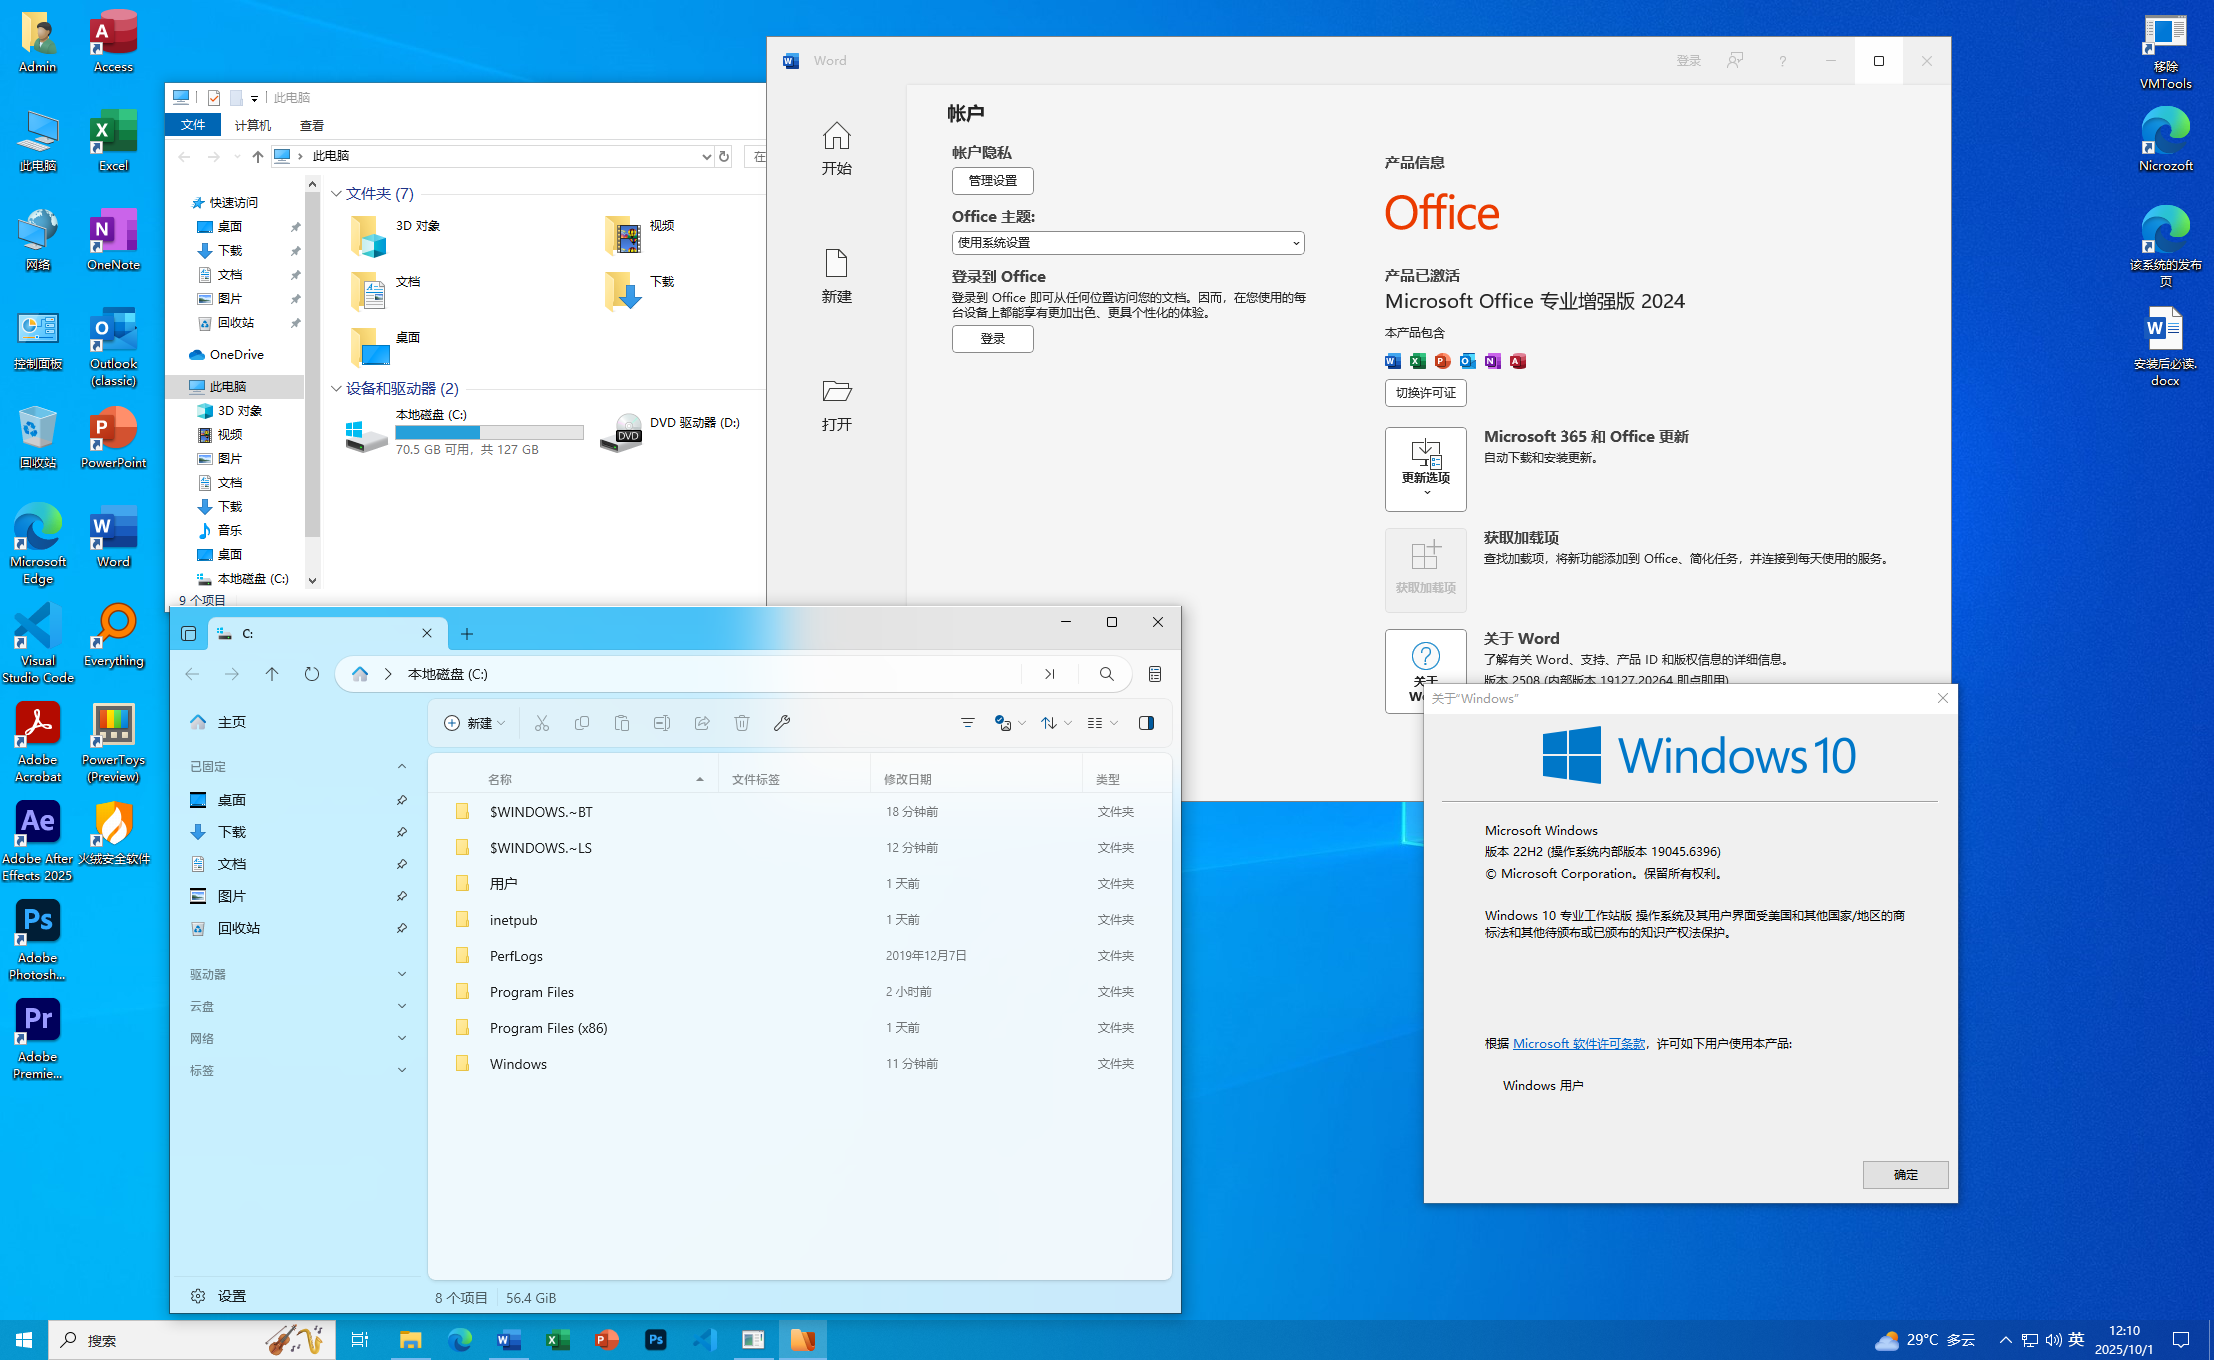 Admin
Access
此电脑
Excel
网络
OneNote
控制面板
Outlook
(classic)
回收站
PowerPoint
Microsoft
Edge
Word
Visual
Studio Code
Everything
Adobe
Acrobat
PowerToys
(Preview)
Adobe After
Effects 2025
火绒安全软件
Adobe
Photosh...
Adobe
Premie...
移除
VMTools
Nicrozoft
该系统的发布
页
安装后必读.
docx
此电脑
文件
计算机
查看
此电脑
在
快速访问
桌面
下载
文档
图片
回收站
OneDrive
此电脑
3D 对象
视频
图片
文档
下载
音乐
桌面
本地磁盘 (C:)
文件夹 (7)
3D 对象
视频
文档
下载
桌面
设备和驱动器 (2)
本地磁盘 (C:)
70.5 GB 可用，共 127 GB
DVD 驱动器 (D:)
DVD
9 个项目
Word
登录
?
开始
新建
打开
帐户
帐户隐私
管理设置
Office 主题:
使用系统设置
登录到 Office
登录到 Office 即可从任何位置访问您的文档。因而，在您使用的每
台设备上都能享有更加出色、更具个性化的体验。
登录
产品信息
Office
产品已激活
Microsoft Office 专业增强版 2024
本产品包含
切换许可证
更新选项
Microsoft 365 和 Office 更新
自动下载和安装更新。
获取加载项
获取加载项
查找加载项，将新功能添加到 Office、简化任务，并连接到每天使用的服务。
关于
关于 Word
了解有关 Word、支持、产品 ID 和版权信息的详细信息。
版本 2508 (内部版本 19127.20264 即点即用)
C:
本地磁盘 (C:)
主页
已固定
桌面
下载
文档
图片
回收站
驱动器
云盘
网络
标签
设置
新建
名称
文件标签
修改日期
类型
$WINDOWS.~BT
18 分钟前
文件夹
$WINDOWS.~LS
12 分钟前
文件夹
用户
1 天前
文件夹
inetpub
1 天前
文件夹
PerfLogs
2019年12月7日
文件夹
Program Files
2 小时前
文件夹
Program Files (x86)
1 天前
文件夹
Windows
11 分钟前
文件夹
8 个项目
56.4 GiB
关于"Windows"
Windows 10
Microsoft Windows
版本 22H2 (操作系统内部版本 19045.6396)
© Microsoft Corporation。保留所有权利。
Windows 10 专业工作站版 操作系统及其用户界面受美国和其他国家/地区的商
标法和其他待颁布或已颁布的知识产权法保护。
根据 Microsoft 软件许可条款，许可如下用户使用本产品:
Windows 用户
确定
搜索
29°C 多云
英
12:10
2025/10/1